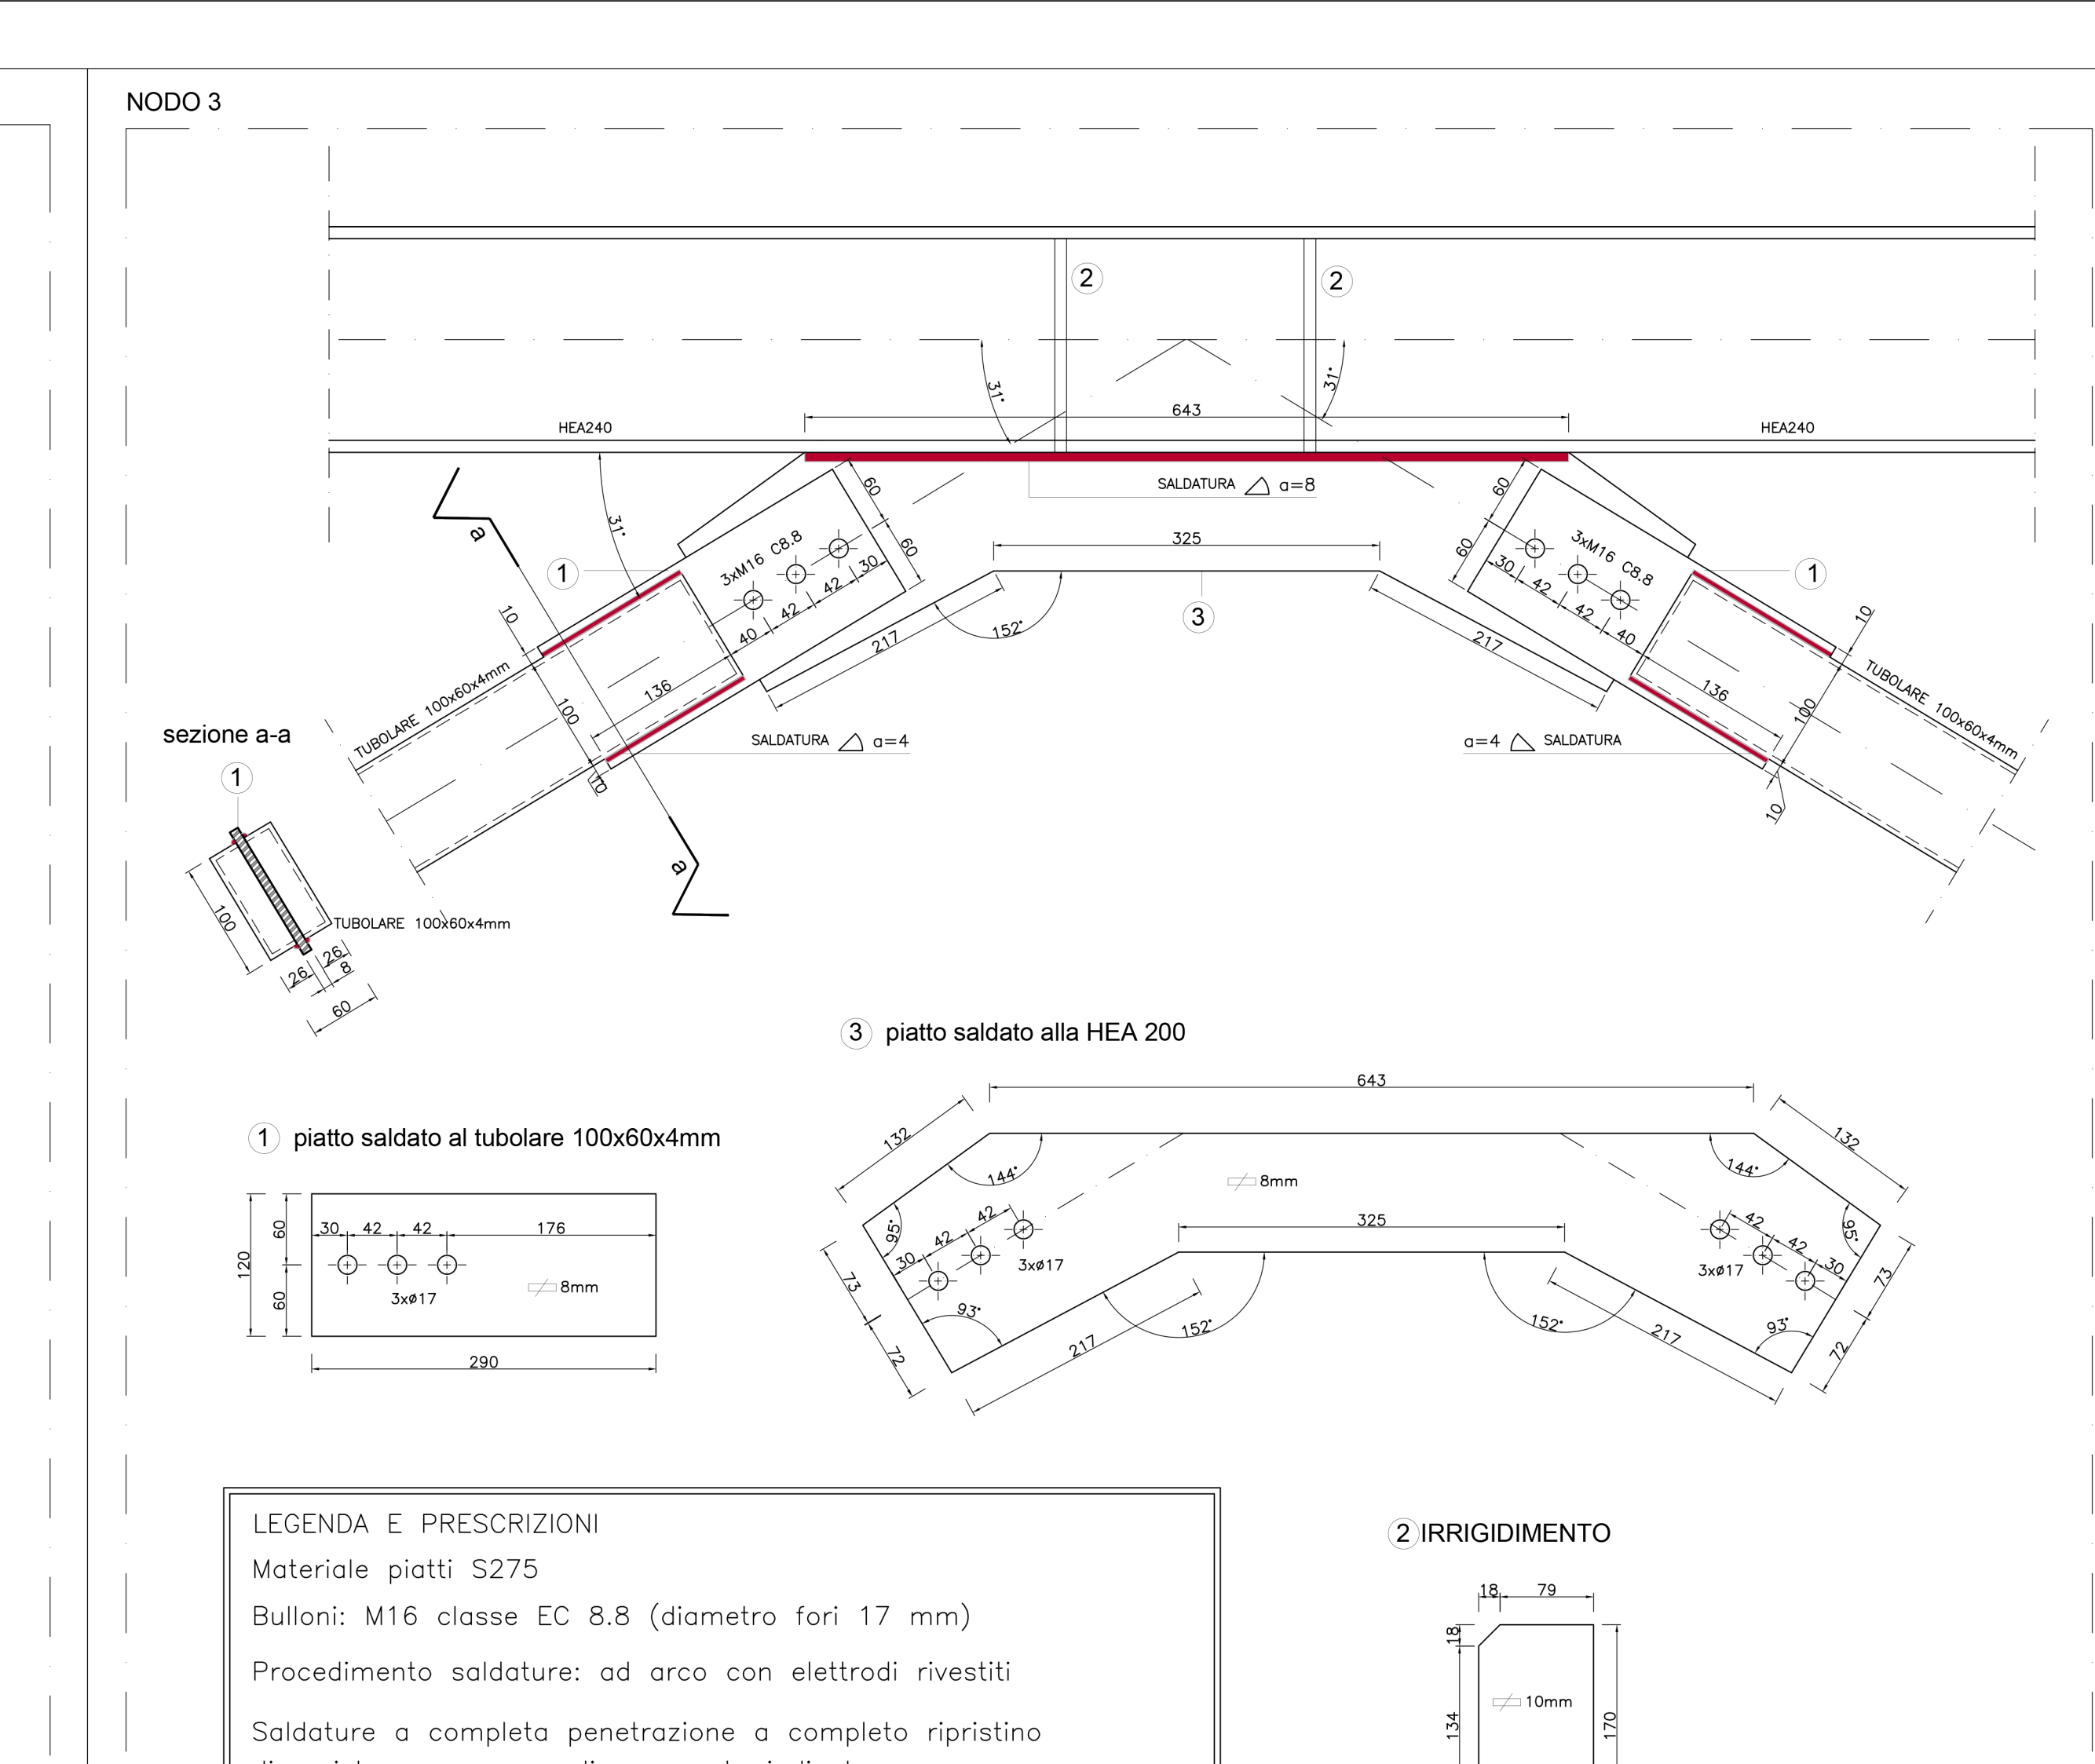 NODO 3
2
2
31°
31°
643
HEA240
HEA240
SALDATURA a=8
a
31°
60
60
60
60
325
1
1
3xM16 C8.8
3xM16 C8.8
30
42
42
40
30
42
42
40
10
10
3
152°
217
217
136
136
100
100
TUBOLARE 100x60x4mm
TUBOLARE 100x60x4mm
SALDATURA a=4
a=4 SALDATURA
10
10
a
sezione a-a
1
100
TUBOLARE 100x60x4mm
26
26
8
60
3 piatto saldato alla HEA 200
643
132
132
144°
144°
8mm
95°
95°
42
42
30
42
42
30
325
3xø17
3xø17
73
73
93°
93°
152°
152°
217
217
72
72
1 piatto saldato al tubolare 100x60x4mm
120
60
60
30 42 42 176
3xø17
8mm
290
LEGENDA E PRESCRIZIONI
Materiale piatti S275
Bulloni: M16 classe EC 8.8 (diametro fori 17 mm)
Procedimento saldature: ad arco con elettrodi rivestiti
Saldature a completa penetrazione a completo ripristino
2 IRRIGIDIMENTO
18 79
18
10mm
134
170